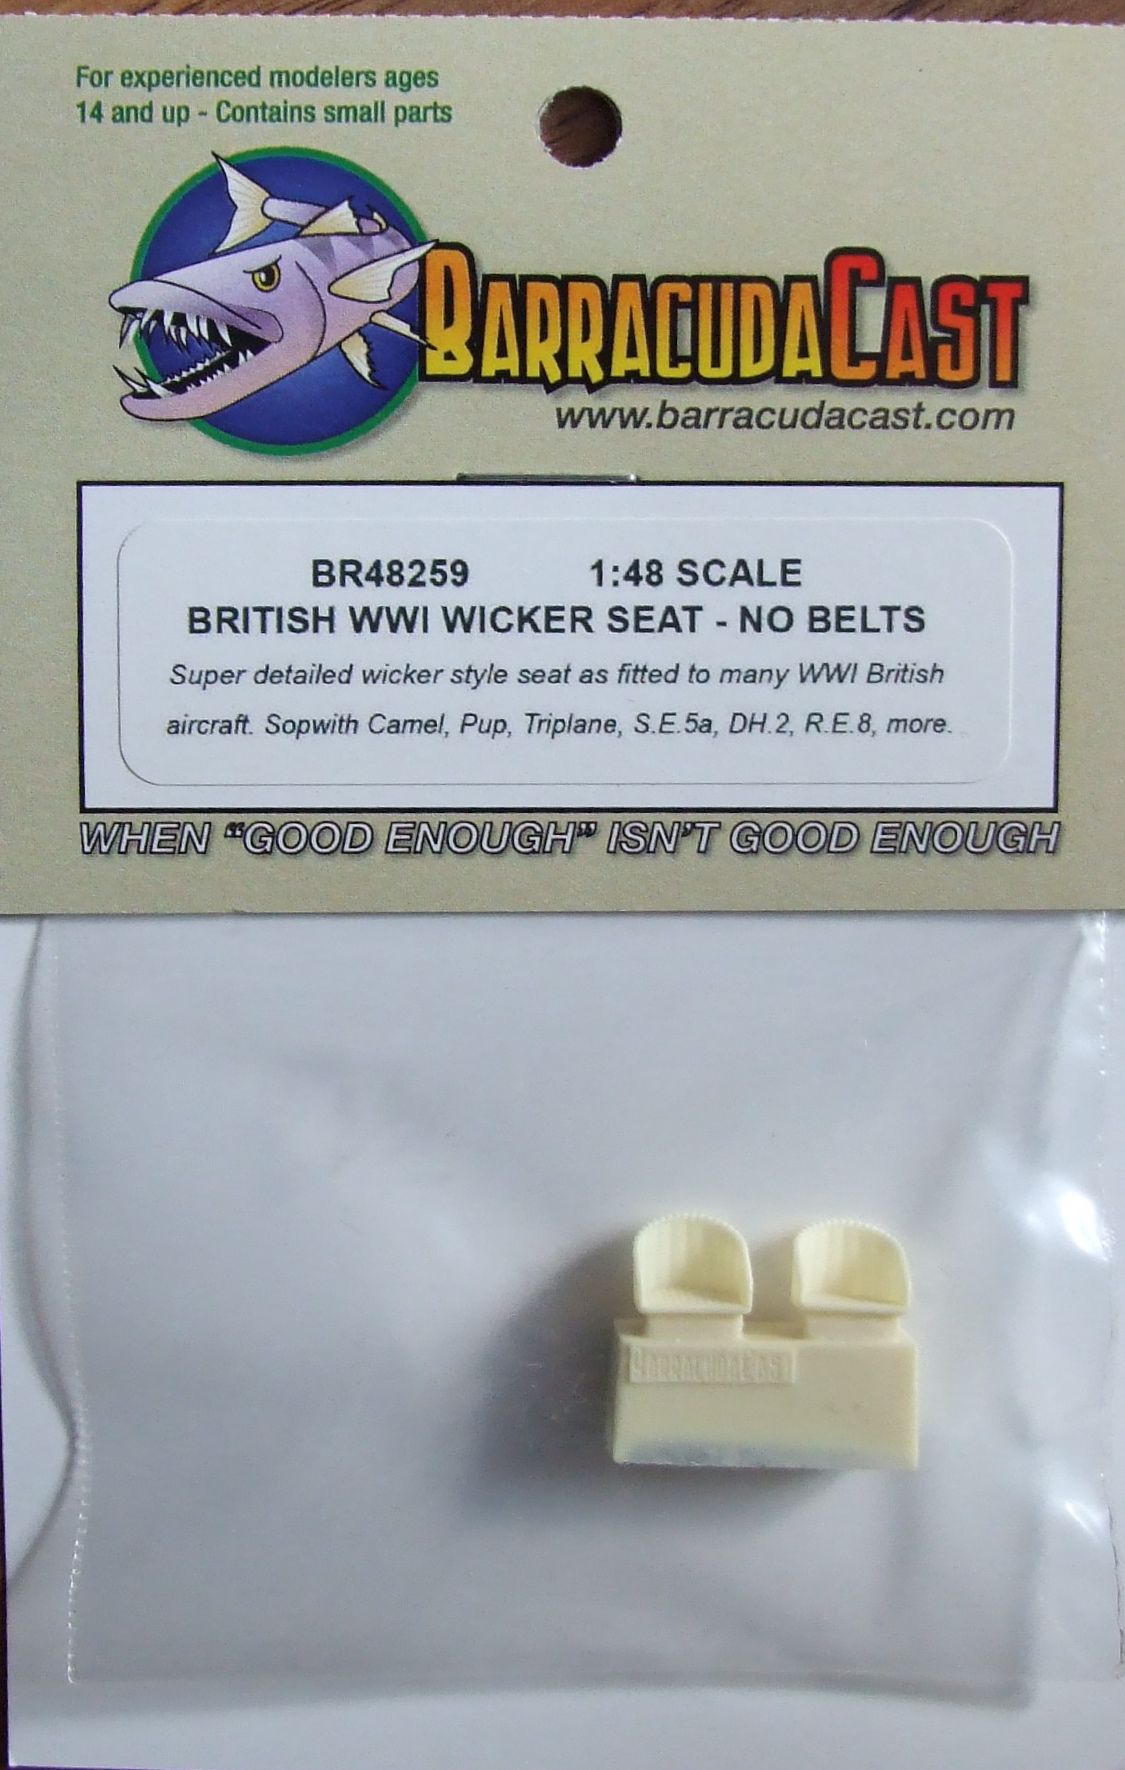 For experienced modelers ages
14 and up - Contains small parts
BARRACUDACAST
www.barracudacast.com
BR48259 1:48 SCALE
BRITISH WWI WICKER SEAT - NO BELTS
Super detailed wicker style seat as fitted to many WWI British
aircraft. Sopwith Camel, Pup, Triplane, S.E.5a, DH.2, R.E.8, more.
WHEN “GOOD ENOUGH” ISN'T GOOD ENOUGH
BARRACUDACAST